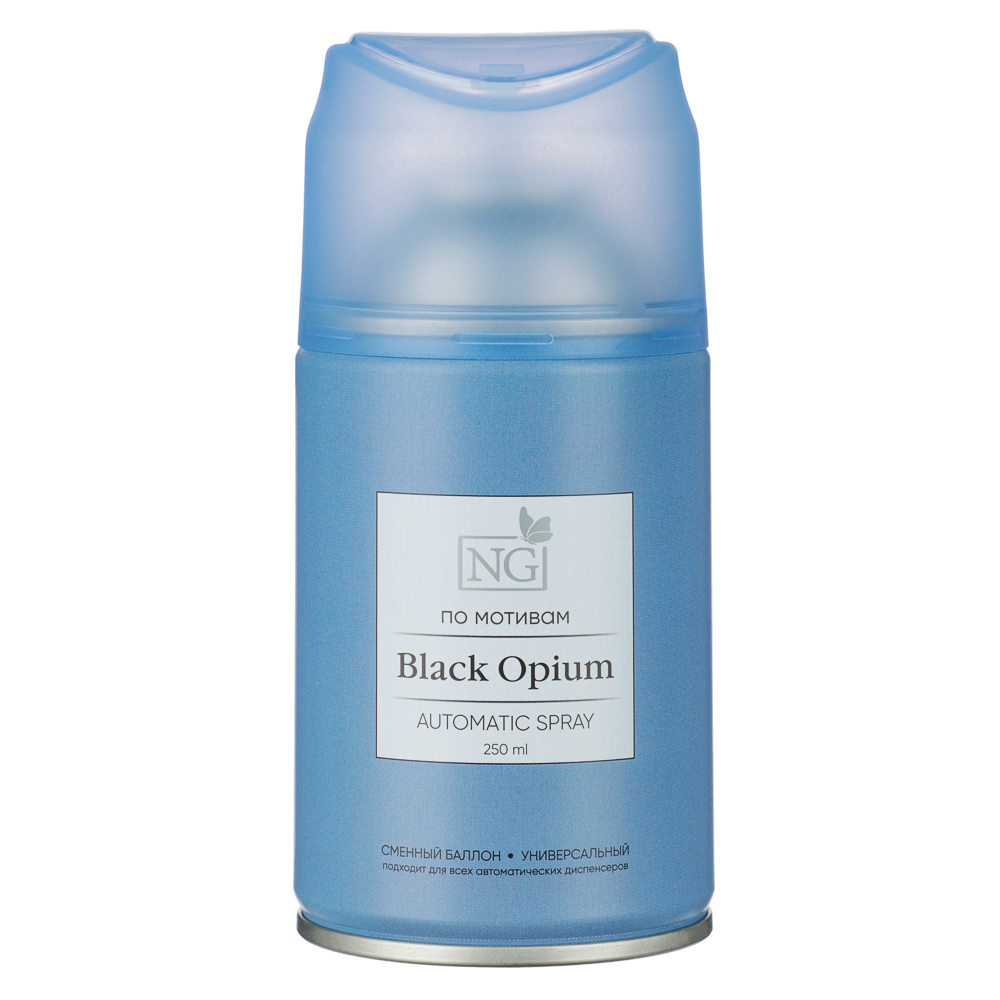 NG
по мотивам
Black Opium
AUTOMATIC SPRAY
250 ml
СМЕННЫЙ БАЛЛОН • УНИВЕРСАЛЬНЫЙ
подходит для всех автоматических диспенсеров